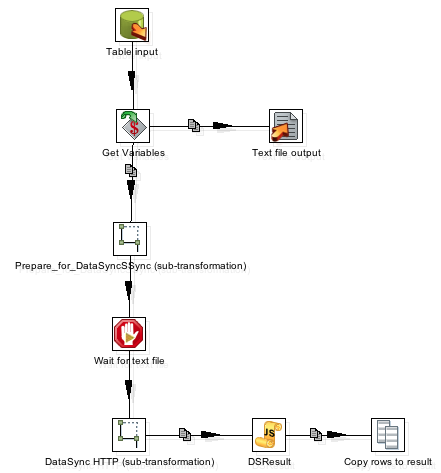 Table input
Get Variables
Text file output
Prepare_for_DataSyncSSync (sub-transformation)
Wait for text file
JS
DataSync HTTP (sub-transformation)
DSResult
Copy rows to result